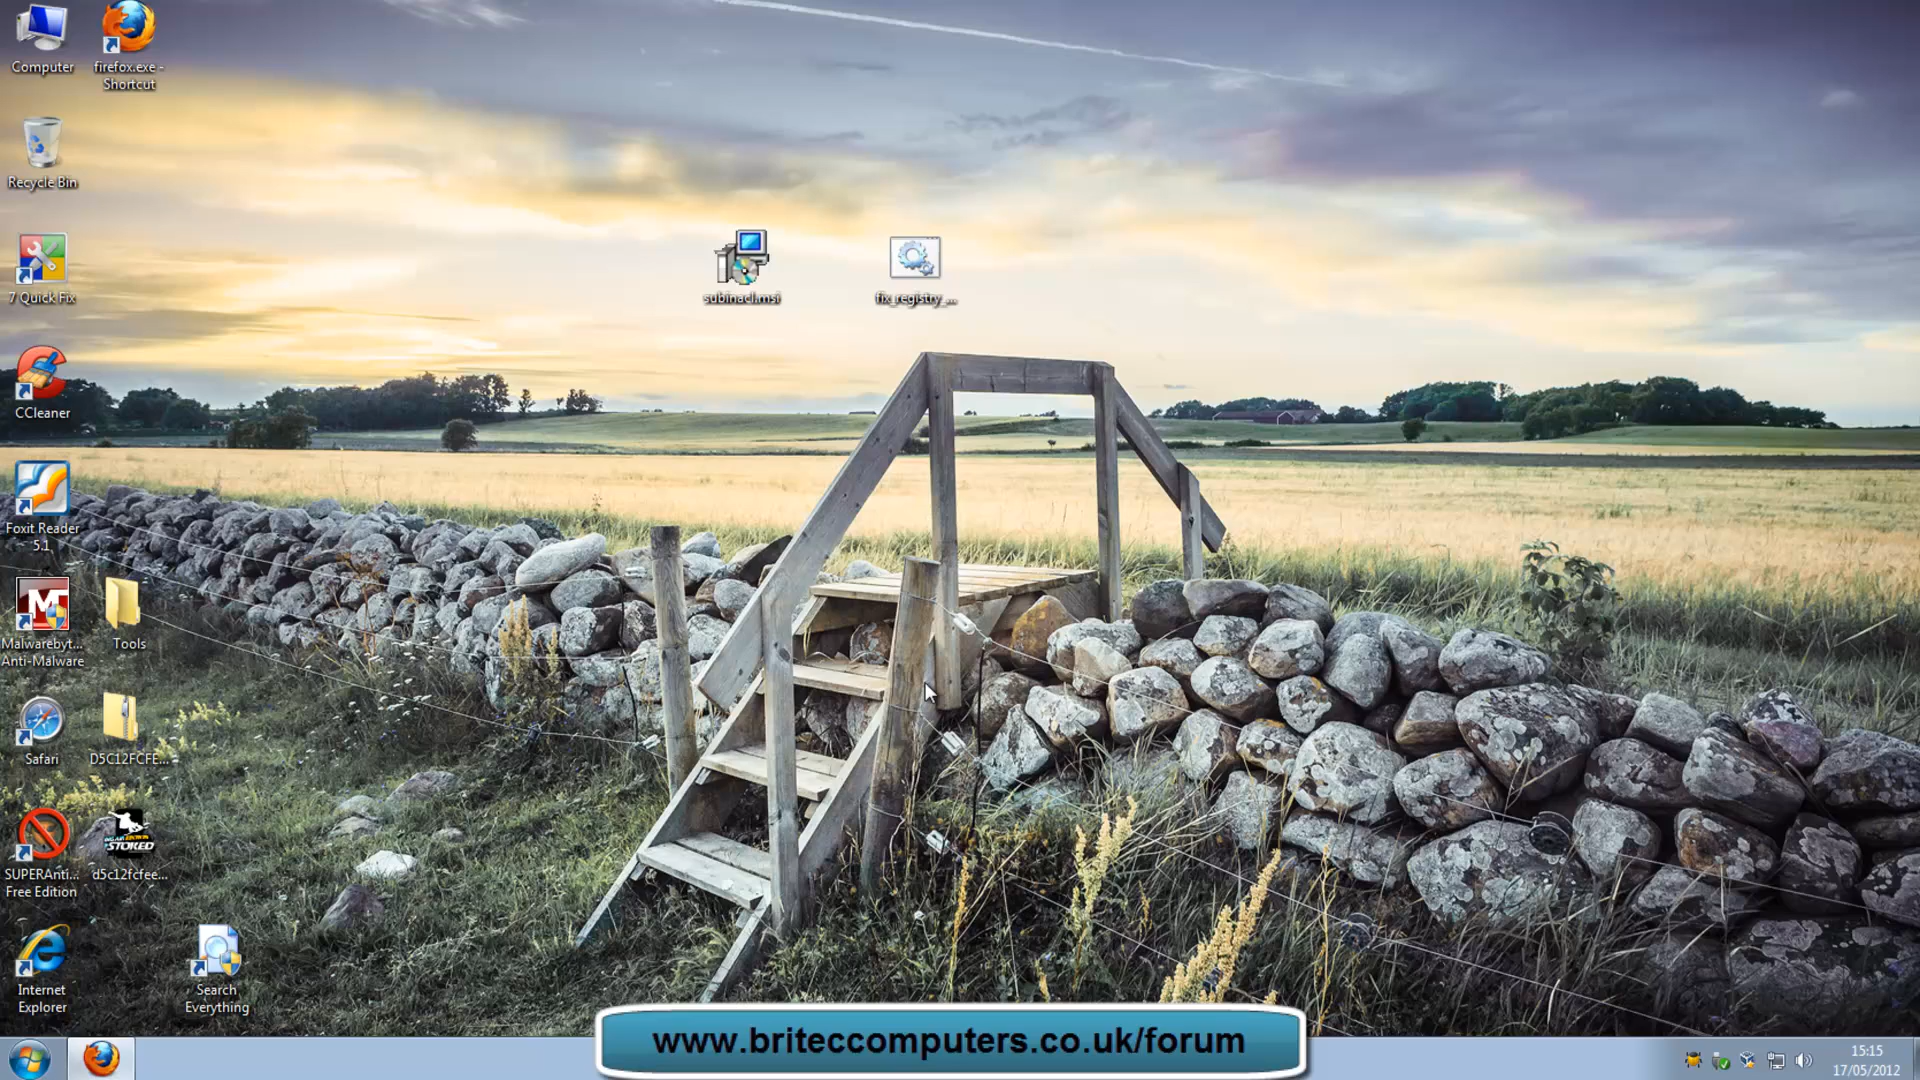 Computer
firefox.exe -
Shortcut
Recycle Bin
7 Quick Fix
subinacl.msi
fix_registry_...
CCleaner
Foxit Reader
5.1
Malwarebyt...
Anti-Malware
Tools
Safari
D5C12FCFE...
SUPERAnti...
Free Edition
STOKED
d5c12fcfee...
Internet
Explorer
Search
Everything
www.briteccomputers.co.uk/forum
15:15
17/05/2012